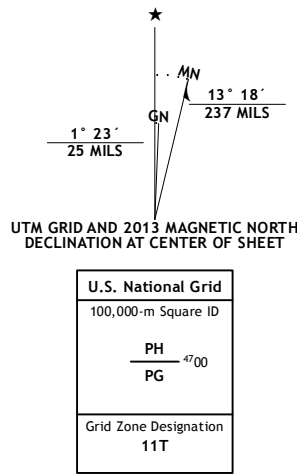 ★
MN
GN
13° 18´
237 MILS
1° 23´
25 MILS
UTM GRID AND 2013 MAGNETIC NORTH
DECLINATION AT CENTER OF SHEET
U.S. National Grid
100,000-m Square ID
PH
4700
PG
Grid Zone Designation
11T